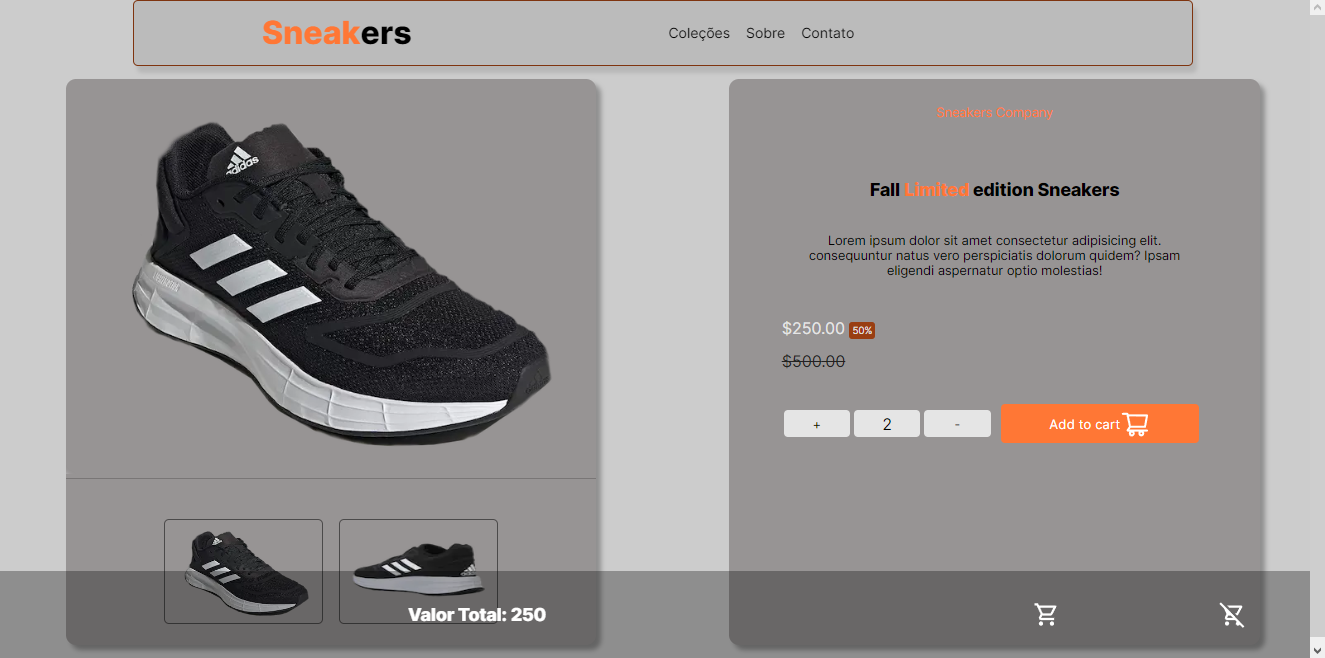 Sneakers
Coleções Sobre Contato
adidas
Sneakers Company
Fall Limited edition Sneakers
Lorem ipsum dolor sit amet consectetur adipisicing elit.
consequuntur natus vero perspiciatis dolorum quidem? Ipsam
eligendi aspernatur optio molestias!
$250.00 50%
$500.00
+ 2 - Add to cart
Valor Total: 250